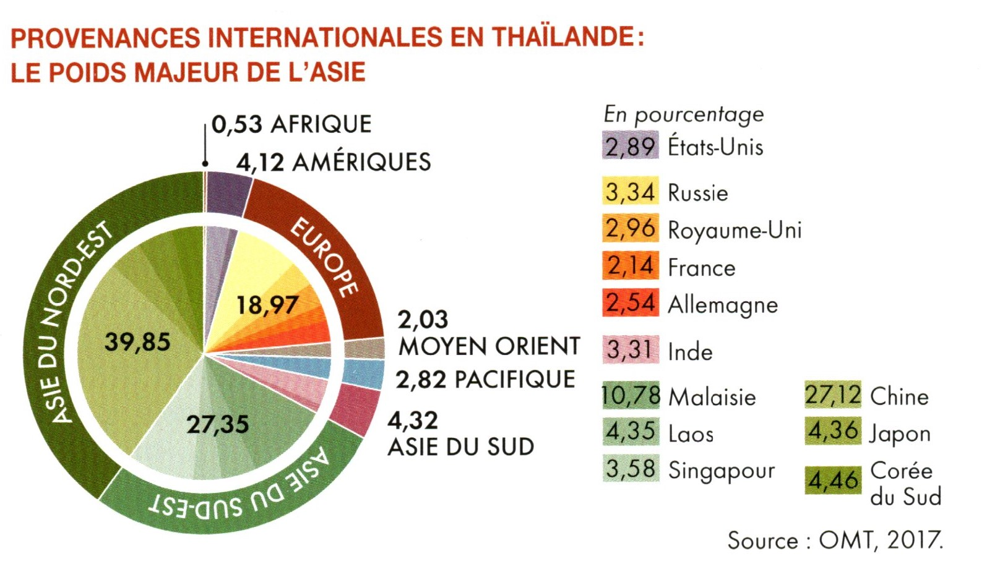 PROVENANCES INTERNATIONALES EN THAÏLANDE :
LE POIDS MAJEUR DE L'ASIE
0,53 AFRIQUE
4,12 AMÉRIQUES
EUROPE
18,97
2,03
MOYEN ORIENT
2,82 PACIFIQUE
4,32
ASIE DU SUD
ASIE DU SUD-EST
27,35
ASIE DU NORD-EST
39,85
En pourcentage
2,89 États-Unis
3,34 Russie
2,96 Royaume-Uni
2,14 France
2,54 Allemagne
3,31 Inde
10,78 Malaisie
4,35 Laos
3,58 Singapour
27,12 Chine
4,36 Japon
4,46 Corée
du Sud
Source : OMT, 2017.